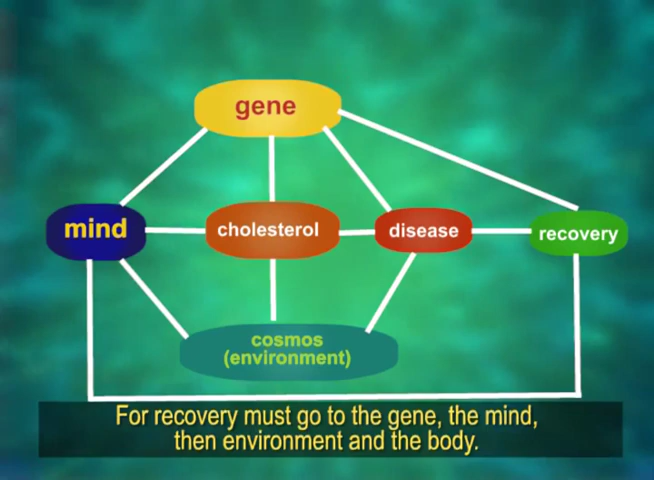 gene
mind
cholesterol
disease
recovery
cosmos
(environment)
For recovery must go to the gene, the mind,
then environment and the body.